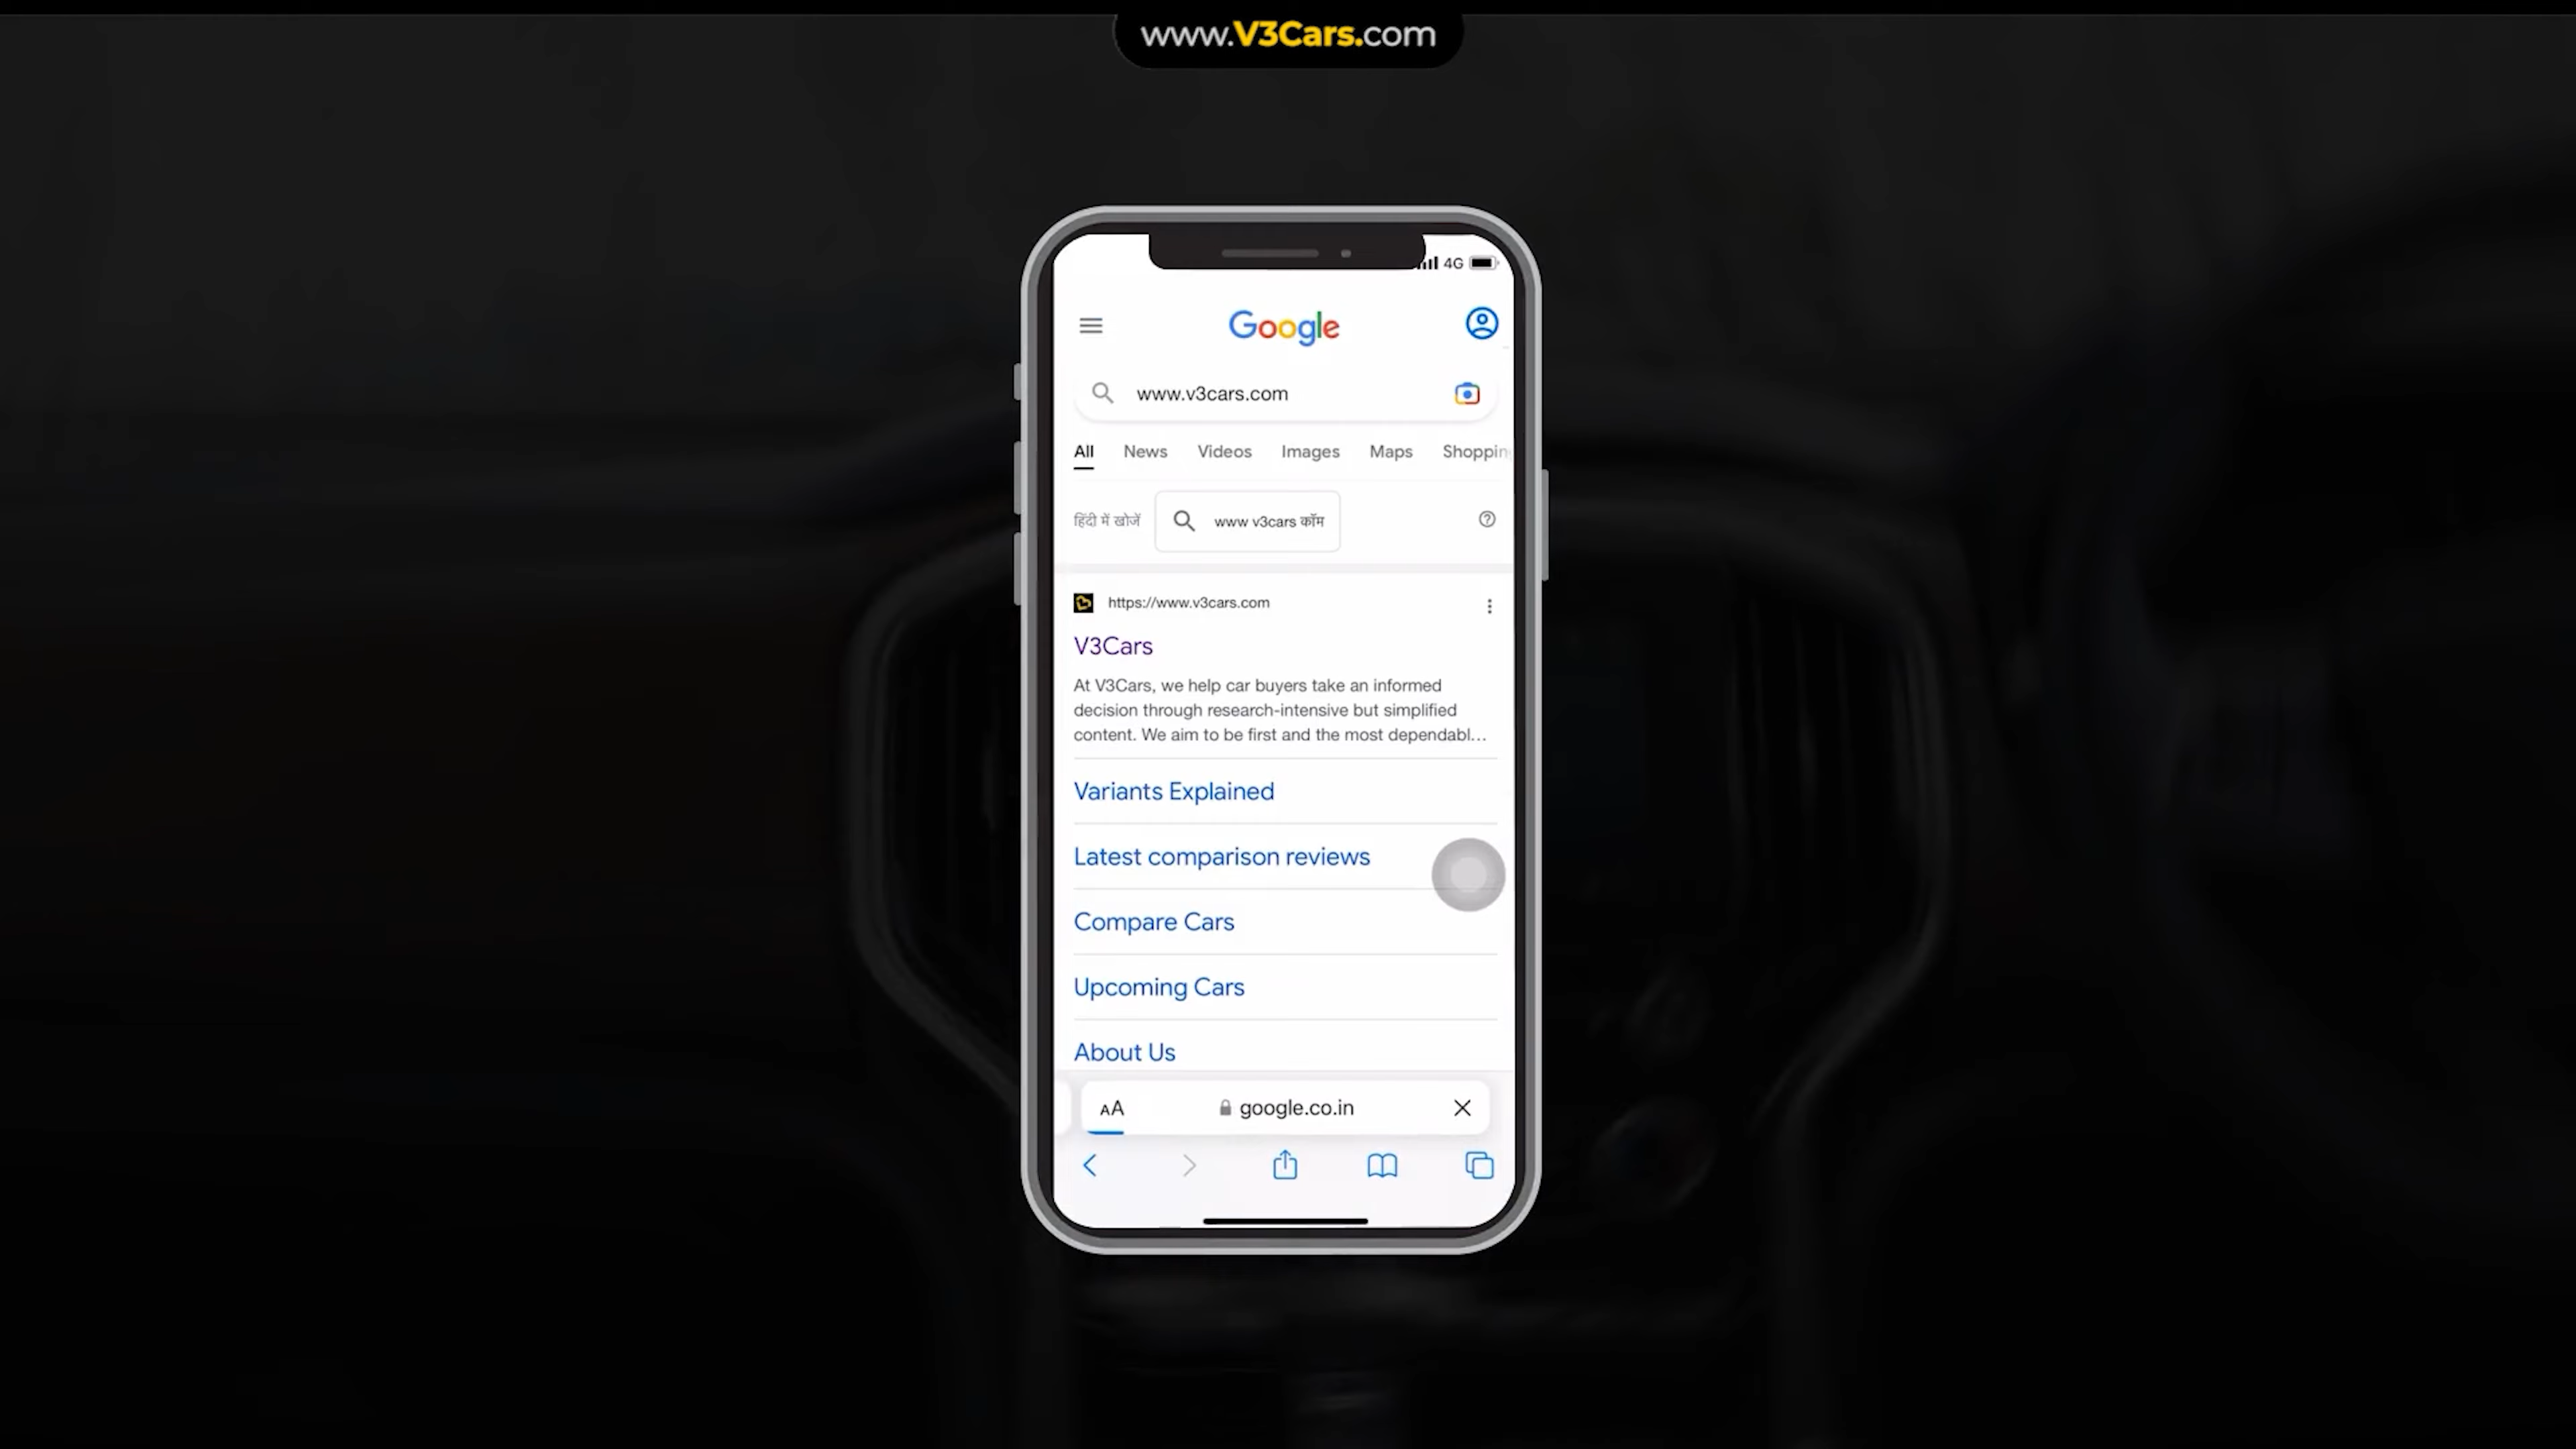 www.V3Cars.com
4G
Google
www.v3cars.com
All News Videos Images Maps
हिंदी में खोजें www v3cars कॉम
https://www.v3cars.com
V3Cars
At V3Cars, we help car buyers take an informed
decision through research-intensive but simplified
content. We aim to be first and the most dependabl...
Variants Explained
Latest comparison reviews
Compare Cars
Upcoming Cars
About Us
AA google.co.in